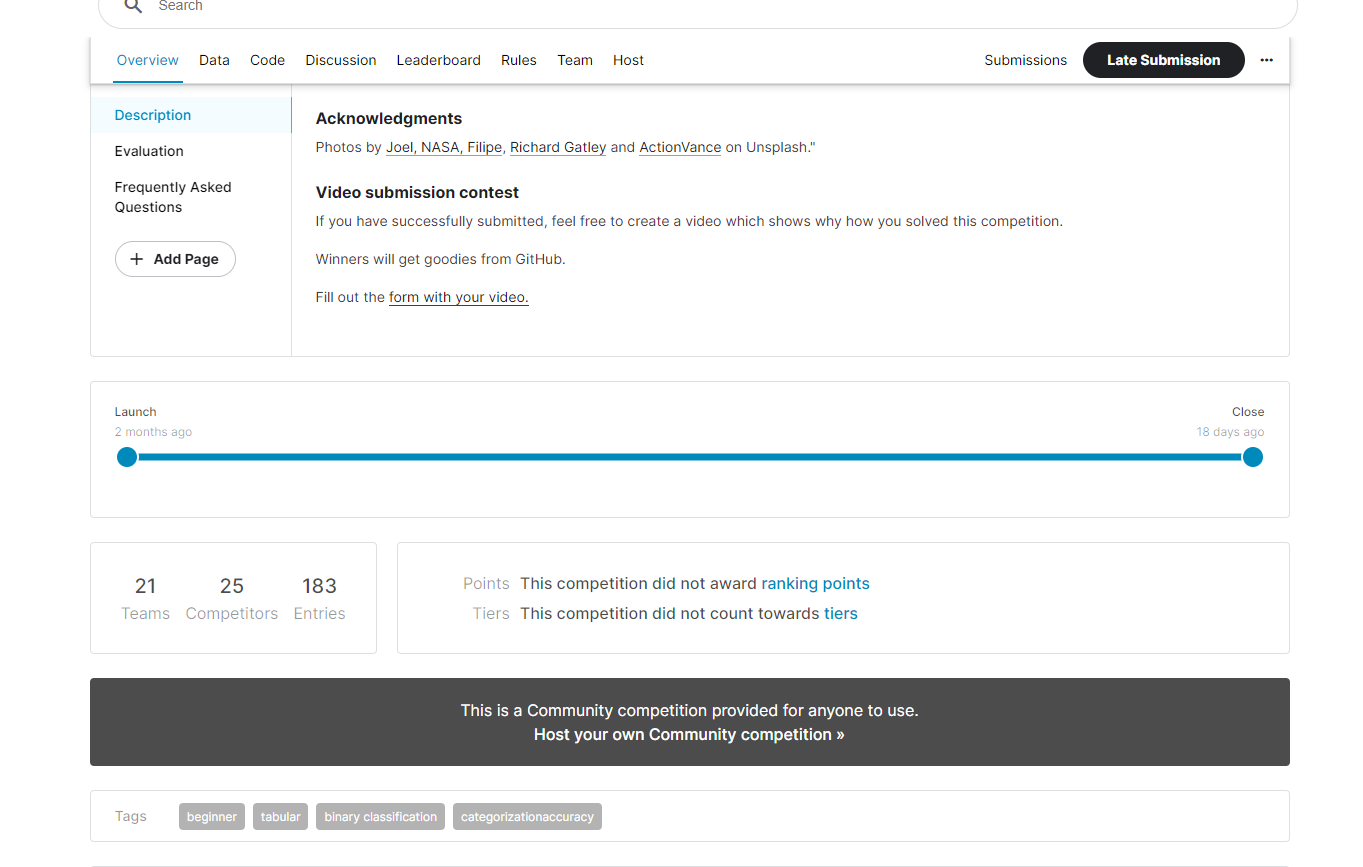 Search
Overview Data Code Discussion Leaderboard Rules Team Host Submissions Late Submission ...
Description
Evaluation
Frequently Asked
Questions
+ Add Page
Acknowledgments
Photos by Joel, NASA, Filipe, Richard Gatley and ActionVance on Unsplash."
Video submission contest
If you have successfully submitted, feel free to create a video which shows why how you solved this competition.
Winners will get goodies from GitHub.
Fill out the form with your video.
Launch
2 months ago
Close
18 days ago
21 25 183
Teams Competitors Entries
Points This competition did not award ranking points
Tiers This competition did not count towards tiers
This is a Community competition provided for anyone to use.
Host your own Community competition »
Tags beginner tabular binary classification categorizationaccuracy